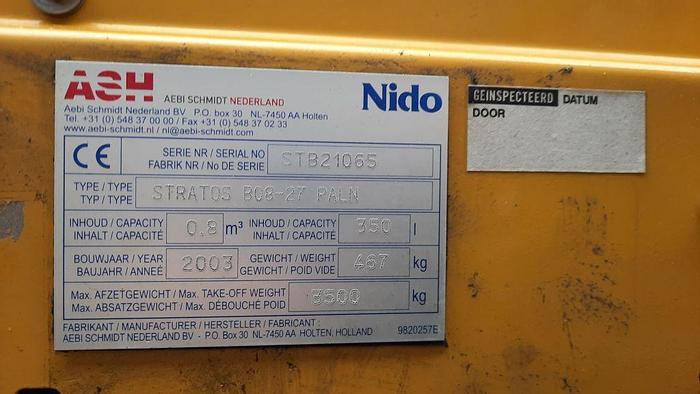 ASH AEBI SCHMIDT NEDERLAND
Nido
Aebi Schmidt Nederland BV P.O. box 30 NL-7450 AA Holten
Tel. +31 (0) 548 37 00 00 / Fax +31 (0) 548 37 02 33
www.aebi-schmidt.nl / nl@aebi-schmidt.com
CE
SERIE NR / SERIAL NO
FABRIK NR / No DE SERIE
STB21065
TYPE / TYPE
TYP / TYPE
STRATOS B08-27 PALN
INHOUD / CAPACITY
INHALT / CAPACITÉ
0,8 m³
INHOUD / CAPACITY
INHALT / CAPACITÉ
350 l
BOUWJAAR / YEAR
BAUJAHR / ANNEÉ
2003
GEWICHT / WEIGHT
GEWICHT / POID VIDE
467 kg
Max. AFZETGEWICHT / Max. TAKE-OFF WEIGHT
Max. ABSATZGEWICHT / Max. DÉBOUCHÉ POID
3500 kg
FABRIKANT / MANUFACTURER / HERSTELLER / FABRICANT :
AEBI SCHMIDT NEDERLAND BV - P.O. Box 30 NL-7450 AA HOLTEN, HOLLAND
9820257E
GEINSPECTEERD DATUM
DOOR